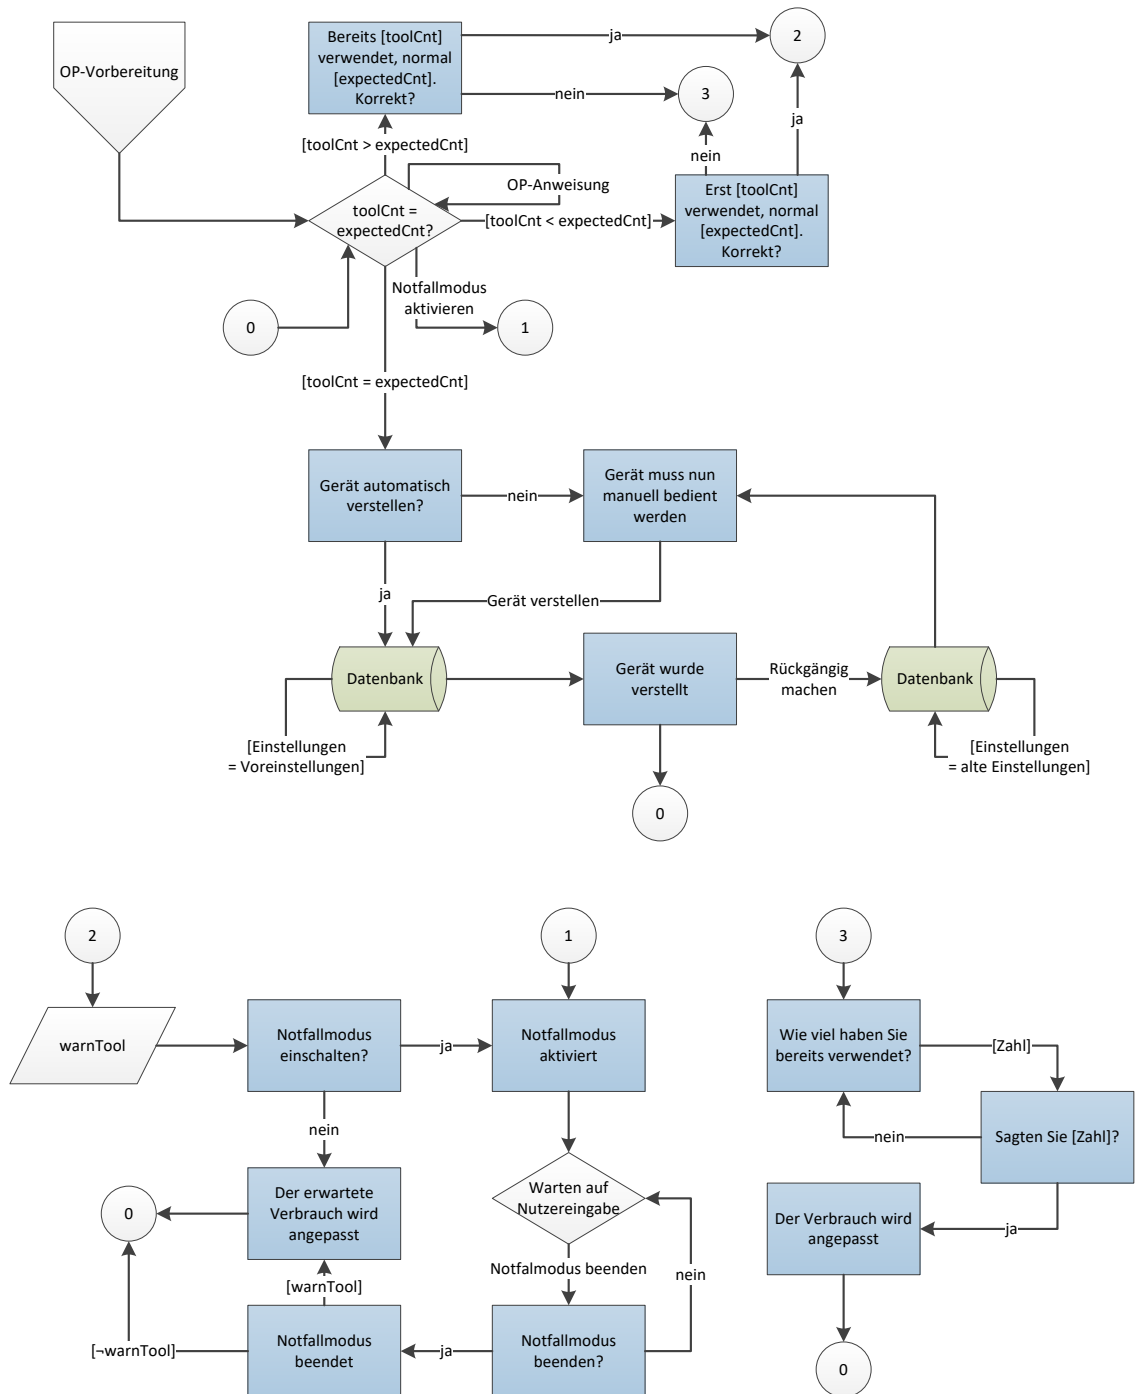 OP-Vorbereitung
Bereits [toolCnt]
verwendet, normal
[expectedCnt].
Korrekt?
ja
2
nein
3
ja
nein
[toolCnt > expectedCnt]
OP-Anweisung
Erst [toolCnt]
verwendet, normal
[expectedCnt].
Korrekt?
toolCnt =
expectedCnt?
[toolCnt < expectedCnt]
Notfallmodus
aktivieren
0
1
[toolCnt = expectedCnt]
Gerät automatisch
verstellen?
nein
Gerät muss nun
manuell bedient
werden
ja
Gerät verstellen
Datenbank
Gerät wurde
verstellt
Rückgängig
machen
Datenbank
[Einstellungen
= Voreinstellungen]
[Einstellungen
= alte Einstellungen]
0
2
1
3
warnTool
Notfallmodus
einschalten?
ja
Notfallmodus
aktiviert
Wie viel haben Sie
bereits verwendet?
[Zahl]
nein
nein
Sagten Sie [Zahl]?
0
Der erwartete
Verbrauch wird
angepasst
Warten auf
Nutzereingabe
Der Verbrauch wird
angepasst
ja
[warnTool]
Notfalmodus beenden
nein
[¬warnTool]
Notfallmodus
beendet
ja
Notfallmodus
beenden?
0